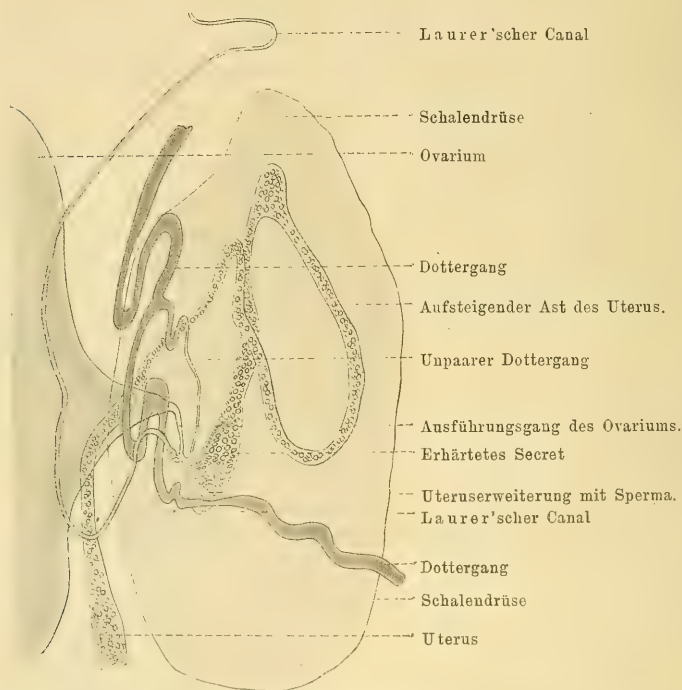 Laurer'scher Canal
Schalendrüse
Ovarium
Dottergang
Aufsteigender Ast des Uterus.
Unpaarer Dottergang
Ausführungsgang des Ovariums.
Erhärtetes Secret
Uteruserweiterung mit Sperma.
Laurer'scher Canal
Dottergang
Schalendrüse
Uterus